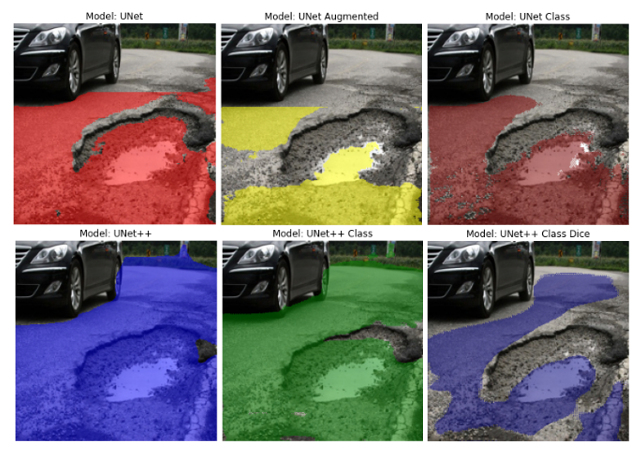 Model: UNet
Model: UNet Augmented
Model: UNet Class
Model: UNet++
Model: UNet++ Class
Model: UNet++ Class Dice